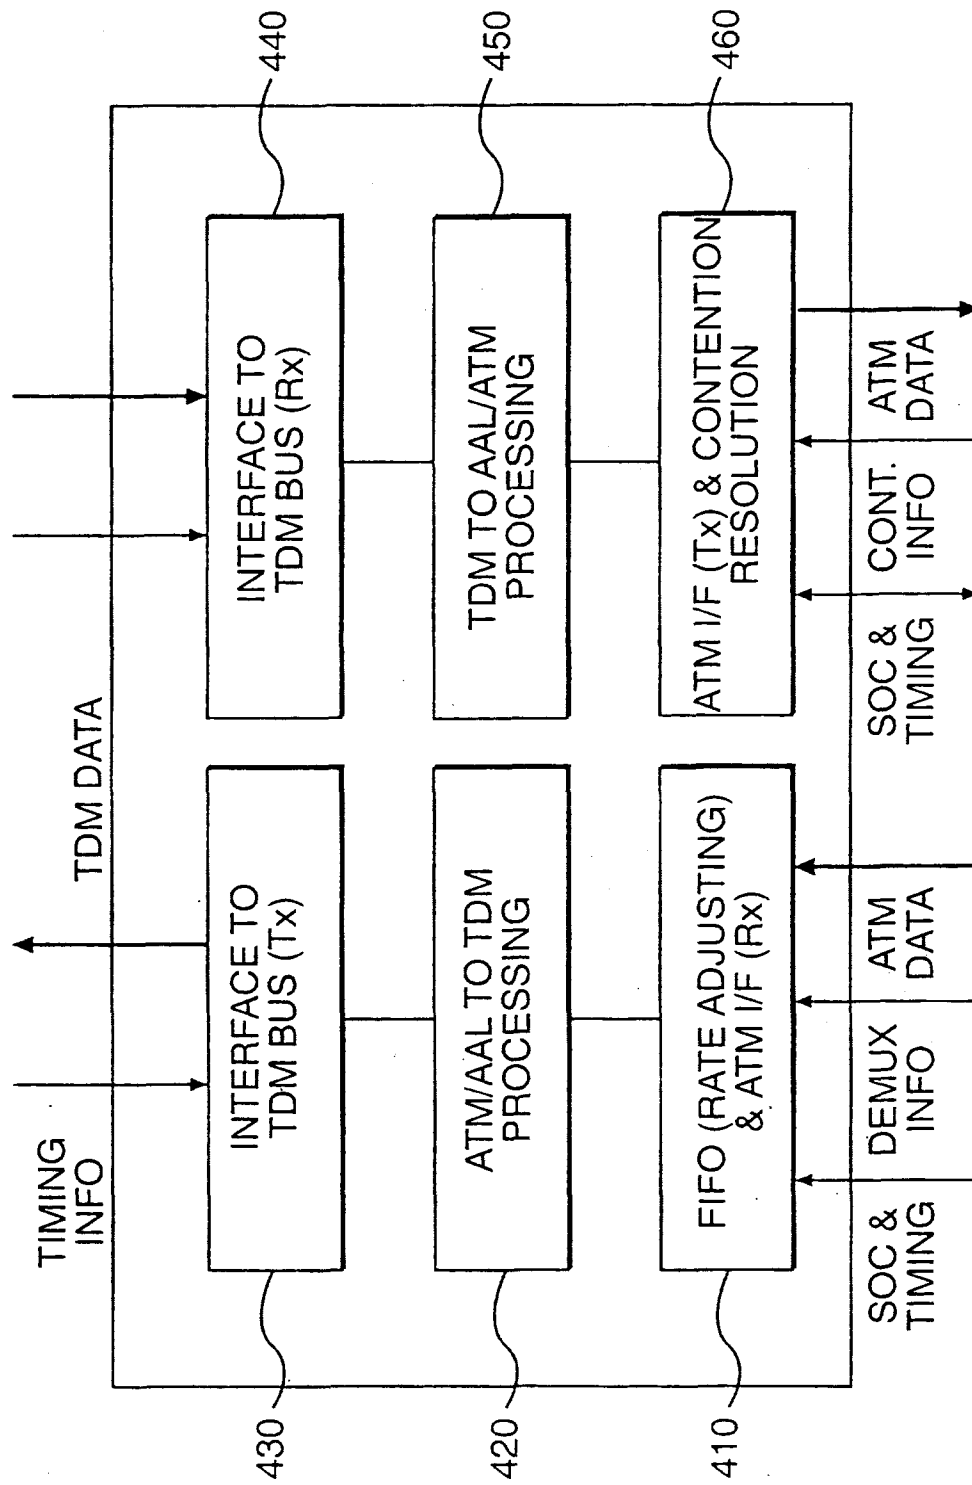 TIMING
INFO
TDM DATA
430
INTERFACE TO
TDM BUS (Tx)
INTERFACE TO
TDM BUS (Rx)
440
420
ATM/AAL TO TDM
PROCESSING
TDM TO AAL/ATM
PROCESSING
450
410
FIFO (RATE ADJUSTING)
& ATM I/F (Rx)
ATM I/F (Tx) & CONTENTION
RESOLUTION
460
SOC &
TIMING
DEMUX
INFO
ATM
DATA
SOC &
TIMING
CONT.
INFO
ATM
DATA